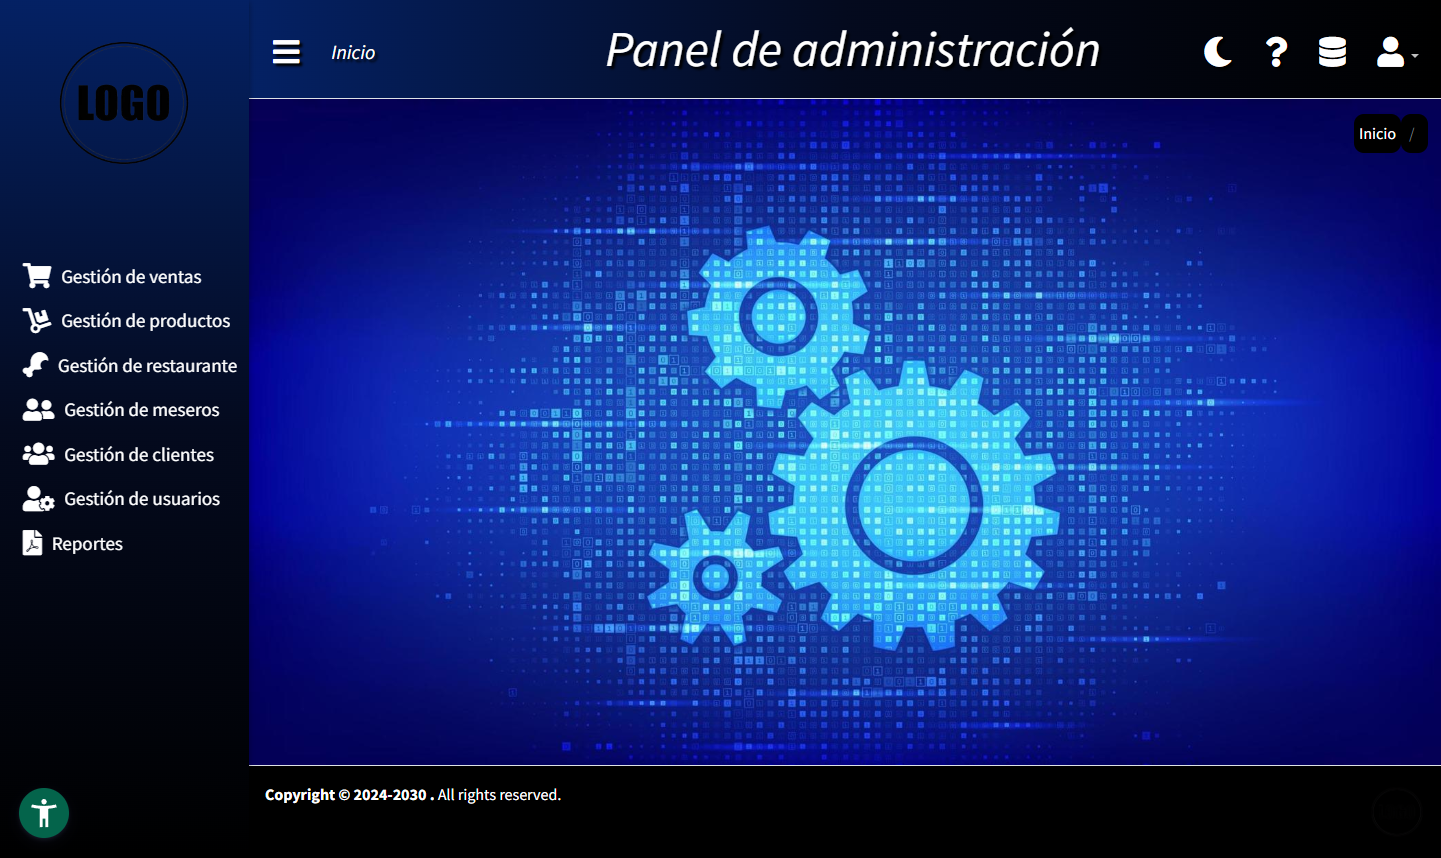 LOGO
Inicio
Panel de administración
Inicio /
Gestión de ventas
Gestión de productos
Gestión de restaurante
Gestión de meseros
Gestión de clientes
Gestión de usuarios
Reportes
Copyright © 2024-2030 . All rights reserved.